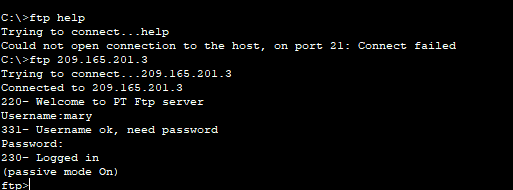 C:\>ftp help
Trying to connect...help
Could not open connection to the host, on port 21: Connect failed
C:\>ftp 209.165.201.3
Trying to connect...209.165.201.3
Connected to 209.165.201.3
220- Welcome to PT Ftp server
Username:mary
331- Username ok, need password
Password:
230- Logged in
(passive mode On)
ftp>